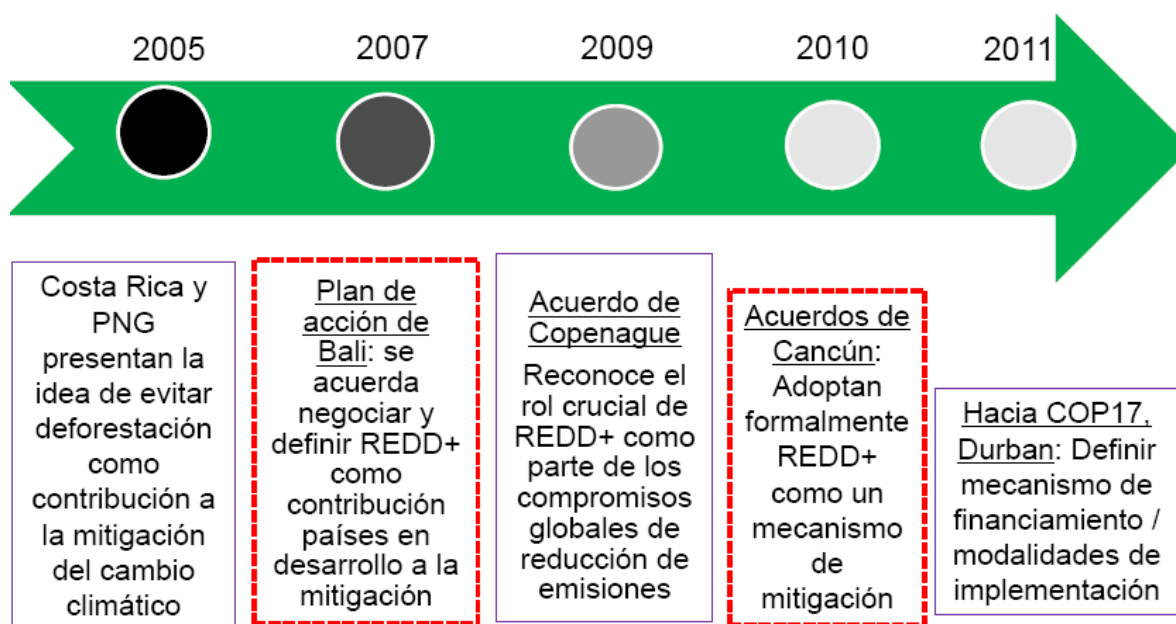 2005
2007
2009
2010
2011
Costa Rica y
PNG
presentan la
idea de evitar
deforestación
como
contribución a
la mitigación
del cambio
climático
Plan de
acción de
Bali: se
acuerda
negociar y
definir REDD+
como
contribución
países en
desarrollo a la
mitigación
Acuerdo de
Copenague
Reconoce el
rol crucial de
REDD+ como
parte de los
compromisos
globales de
reducción de
emisiones
Acuerdos de
Cancún:
Adoptan
formalmente
REDD+
como un
mecanismo
de
mitigación
Hacia COP17,
Durban: Definir
mecanismo de
financiamiento /
modalidades de
implementación